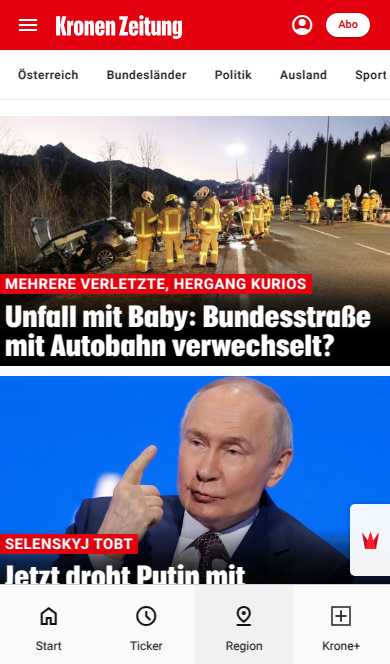 Kronen Zeitung
Abo
Österreich Bundesländer Politik Ausland Sport
MEHRERE VERLETZTE, HERGANG KURIOS
Unfall mit Baby: Bundesstraße
mit Autobahn verwechselt?
SELENSKYJ TOBT
Jetzt droht Putin mit
Start Ticker Region Krone+